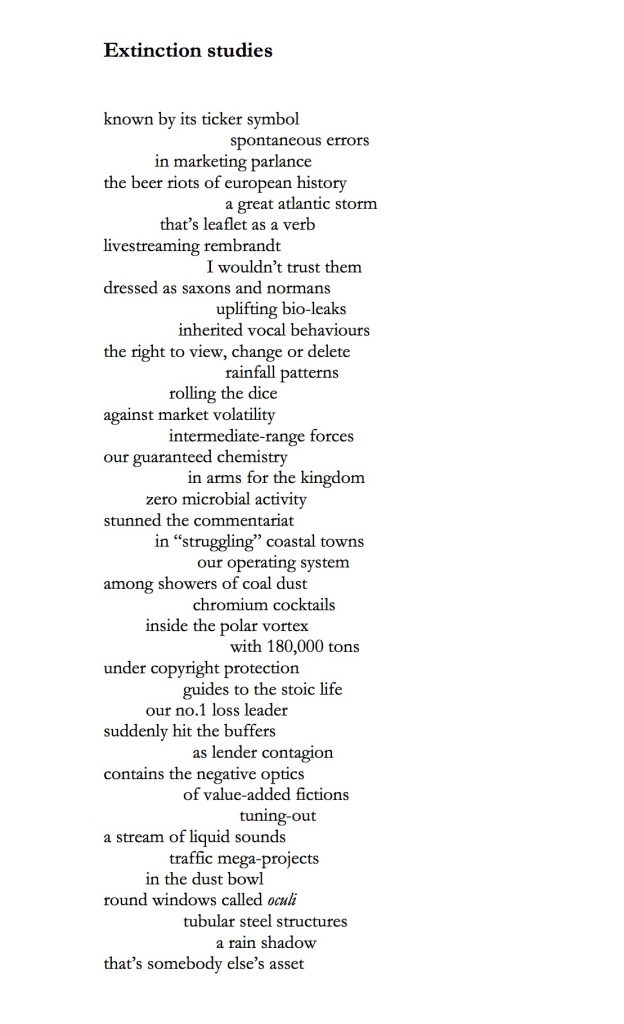 Extinction studies
known by its ticker symbol
spontaneous errors
in marketing parlance
the beer riots of european history
a great atlantic storm
that’s leaflet as a verb
livestreaming rembrandt
I wouldn’t trust them
dressed as saxons and normans
uplifting bio-leaks
inherited vocal behaviours
the right to view, change or delete
rainfall patterns
rolling the dice
against market volatility
intermediate-range forces
our guaranteed chemistry
in arms for the kingdom
zero microbial activity
stunned the commentariat
in “struggling” coastal towns
our operating system
among showers of coal dust
chromium cocktails
inside the polar vortex
with 180,000 tons
under copyright protection
guides to the stoic life
our no.1 loss leader
suddenly hit the buffers
as lender contagion
contains the negative optics
of value-added fictions
tuning-out
a stream of liquid sounds
traffic mega-projects
in the dust bowl
round windows called oculi
tubular steel structures
a rain shadow
that’s somebody else’s asset